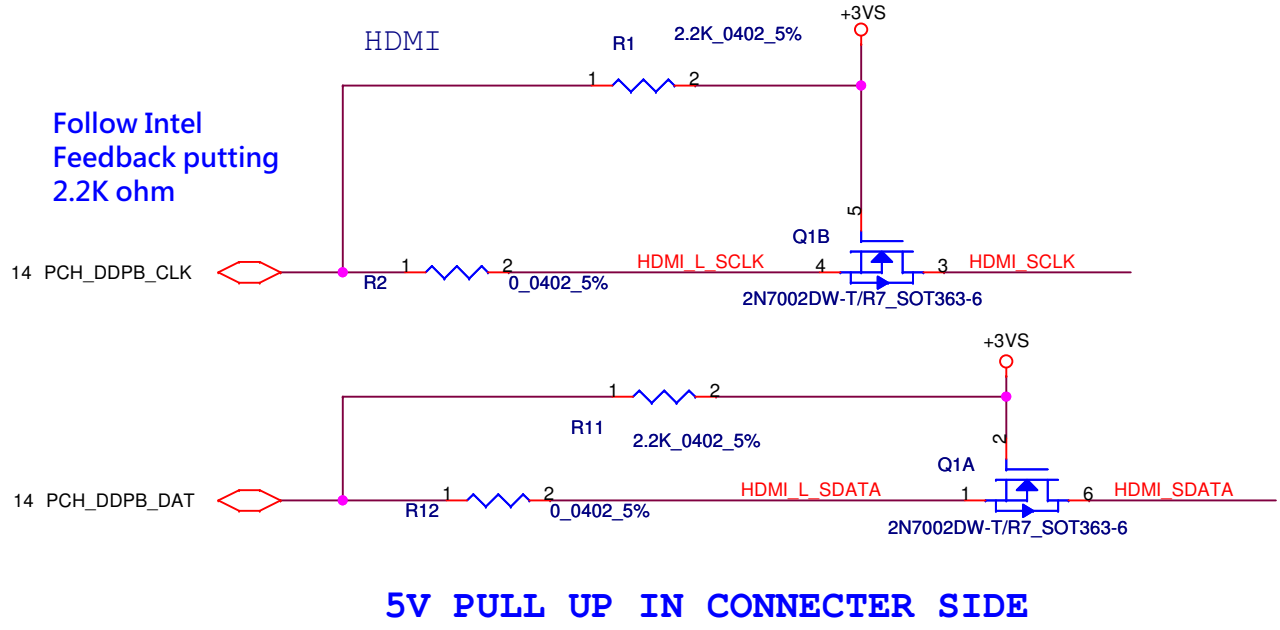 +3VS
HDMI
R1
2.2K_0402_5%
1
2
Follow Intel
Feedback putting
2.2K ohm
5
Q1B
14 PCH_DDPB_CLK
1
2
HDMI_L_SCLK
4
3
HDMI_SCLK
R2
0_0402_5%
2N7002DW-T/R7_SOT363-6
+3VS
1
2
R11
2.2K_0402_5%
2
Q1A
14 PCH_DDPB_DAT
1
2
HDMI_L_SDATA
1
6
HDMI_SDATA
R12
0_0402_5%
2N7002DW-T/R7_SOT363-6
5V PULL UP IN CONNECTER SIDE